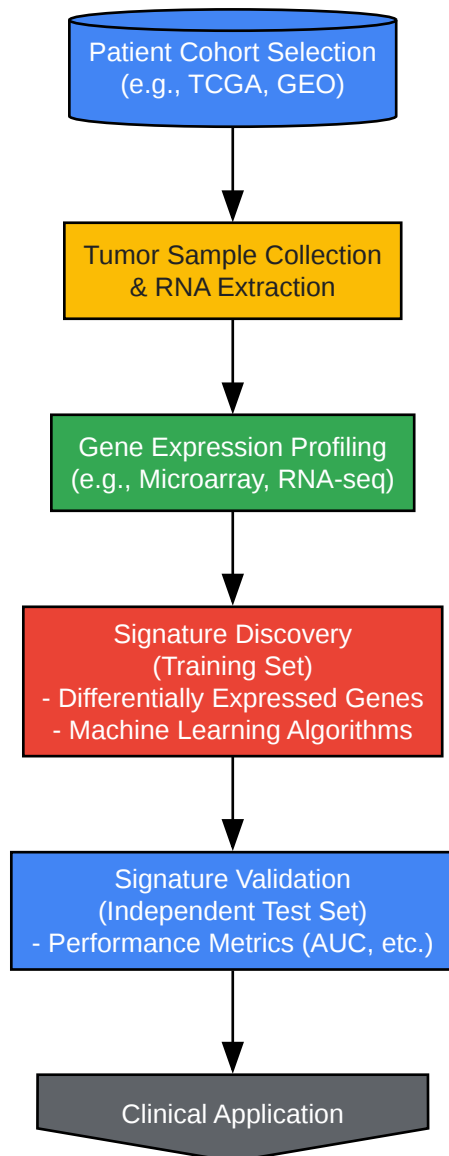 Patient Cohort Selection
(e.g., TCGA, GEO)
Tumor Sample Collection
& RNA Extraction
Gene Expression Profiling
(e.g., Microarray, RNA-seq)
Signature Discovery
(Training Set)
- Differentially Expressed Genes
- Machine Learning Algorithms
Signature Validation
(Independent Test Set)
- Performance Metrics (AUC, etc.)
Clinical Application